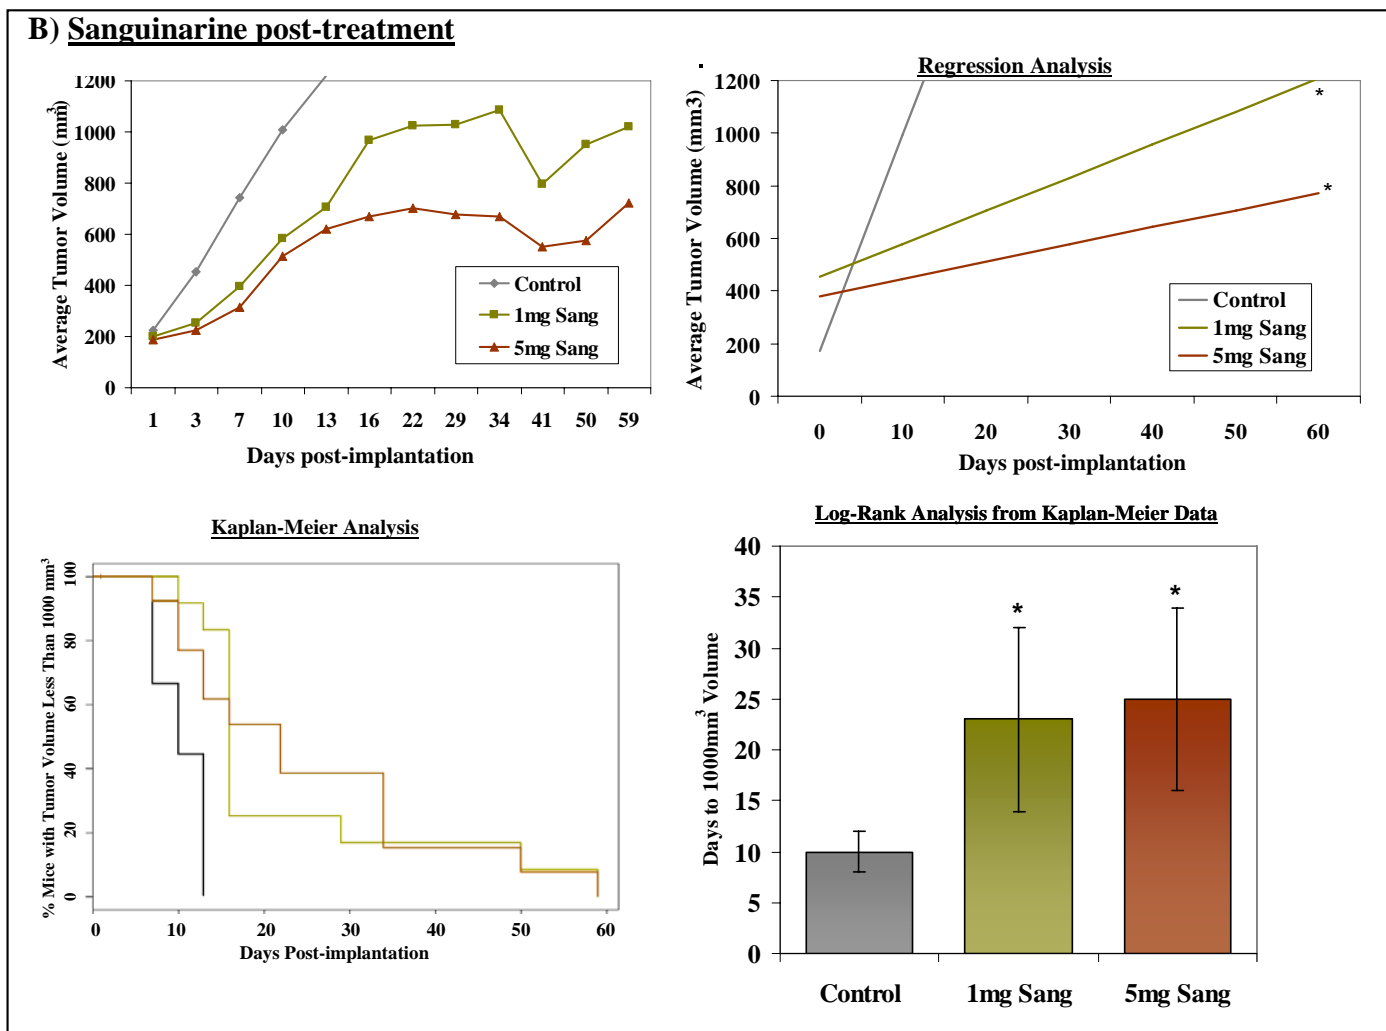 B) Sanguinarine post-treatment
1200
1000
800
600
400
200
0
Average Tumor Volume (mm3)
Control
1mg Sang
5mg Sang
1 3 7 10 13 16 22 29 34 41 50 59
Days post-implantation
Regression Analysis
1200
1000
800
600
400
200
0
Average Tumor Volume (mm3)
*
*
Control
1mg Sang
5mg Sang
0 10 20 30 40 50 60
Days post-implantation
Kaplan-Meier Analysis
% Mice with Tumor Volume Less Than 1000 mm³
100
80
60
40
20
0
0 10 20 30 40 50 60
Days Post-implantation
Log-Rank Analysis from Kaplan-Meier Data
40
35
30
25
20
15
10
5
0
Days to 1000mm³ Volume
* *
Control 1mg Sang 5mg Sang